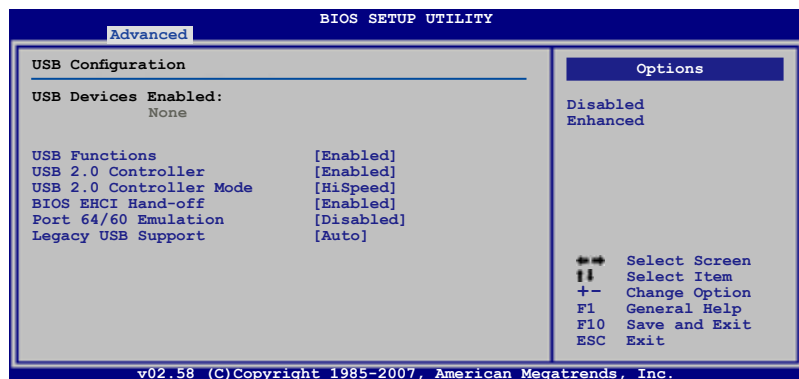 BIOS SETUP UTILITY
Advanced
USB Configuration
Options
USB Devices Enabled:
None
Disabled
Enhanced
USB Functions [Enabled]
USB 2.0 Controller [Enabled]
USB 2.0 Controller Mode [HiSpeed]
BIOS EHCI Hand-off [Enabled]
Port 64/60 Emulation [Disabled]
Legacy USB Support [Auto]
←→ Select Screen
↑↓ Select Item
+- Change Option
F1 General Help
F10 Save and Exit
ESC Exit
v02.58 (C)Copyright 1985-2007, American Megatrends, Inc.